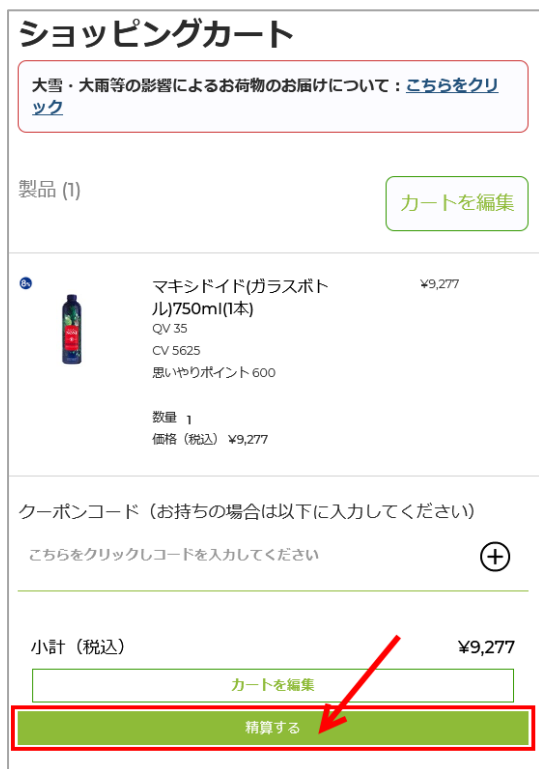 ショッピングカート
大雪・大雨等の影響によるお荷物のお届けについて：こちらをクリ
ック
製品 (1)
カートを編集
8%
マキシドイド(ガラスボト
ル)750ml(1本)
¥9,277
QV 35
CV 5625
思いやりポイント 600
数量 1
価格（税込） ¥9,277
クーポンコード（お持ちの場合は以下に入力してください）
こちらをクリックしコードを入力してください
小計（税込）
¥9,277
カートを編集
精算する